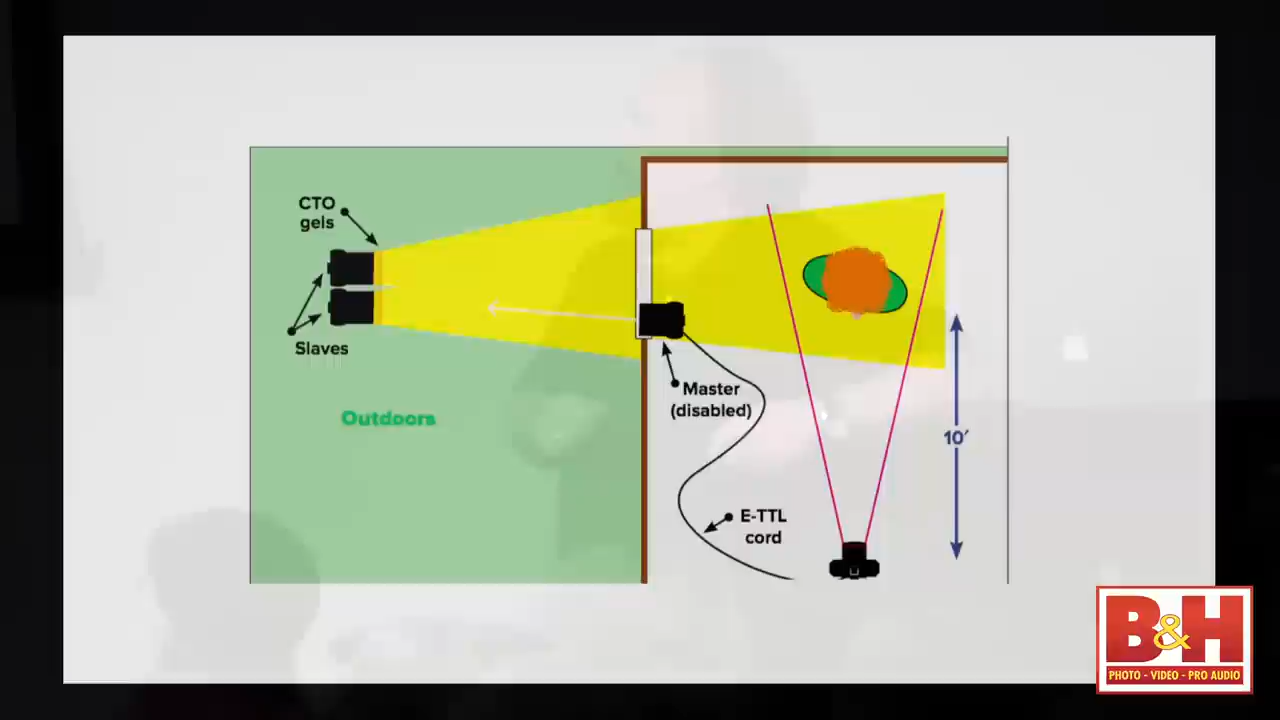 CTO
gels
Slaves
Outdoors
Master
(disabled)
10′
E-TTL
cord
B&H
PHOTO - VIDEO - PRO AUDIO